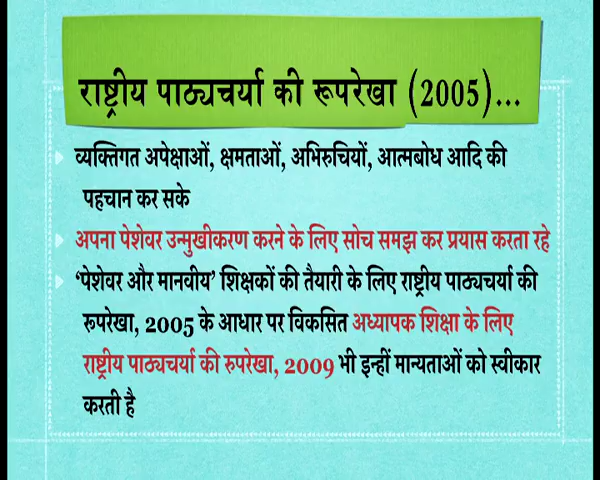 राष्ट्रीय पाठ्यचर्या की रूपरेखा (2005)...
व्यक्तिगत अपेक्षाओं, क्षमताओं, अभिरुचियों, आत्मबोध आदि की
पहचान कर सके
अपना पेशेवर उन्मुखीकरण करने के लिए सोच समझ कर प्रयास करता रहे
‘पेशेवर और मानवीय’ शिक्षकों की तैयारी के लिए राष्ट्रीय पाठ्यचर्या की
रूपरेखा, 2005 के आधार पर विकसित अध्यापक शिक्षा के लिए
राष्ट्रीय पाठ्यचर्या की रुपरेखा, 2009 भी इन्हीं मान्यताओं को स्वीकार
करती है